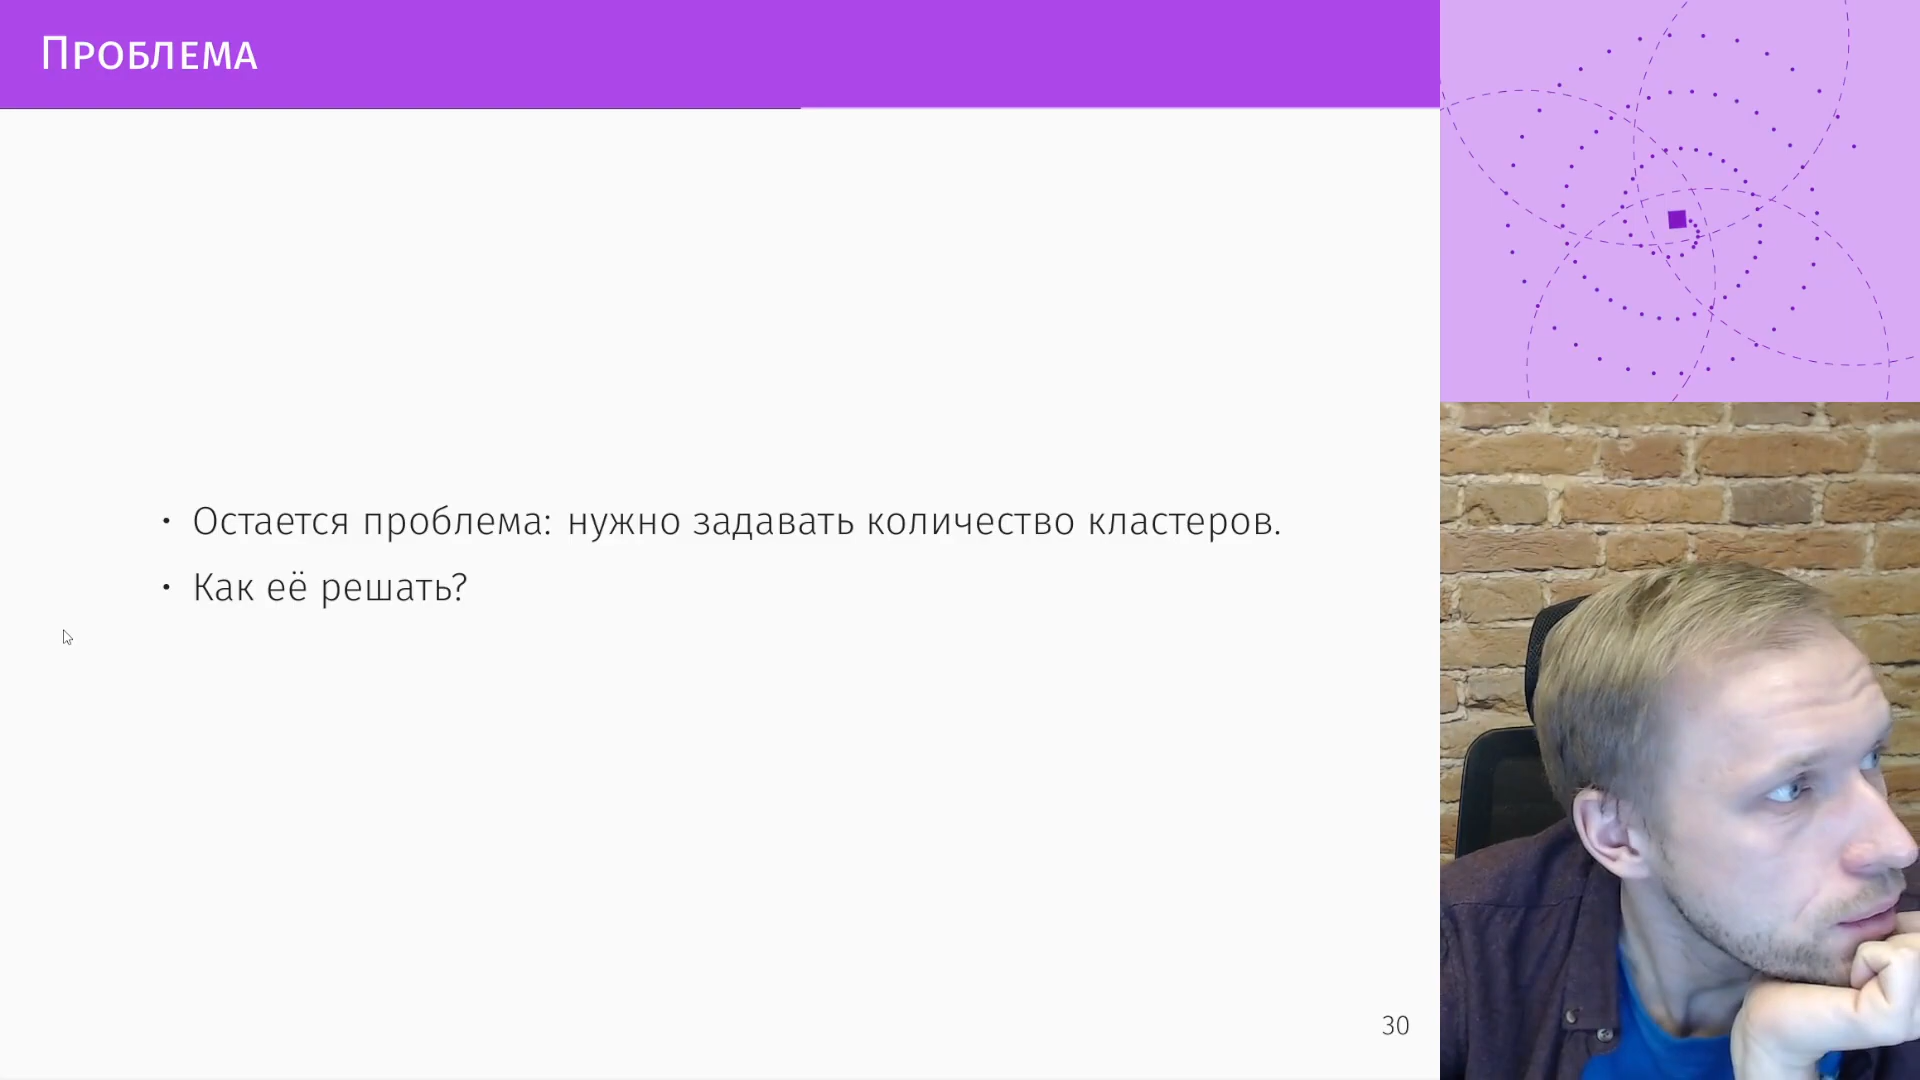 Проблема
• Остается проблема: нужно задавать количество кластеров.
• Как её решать?
30